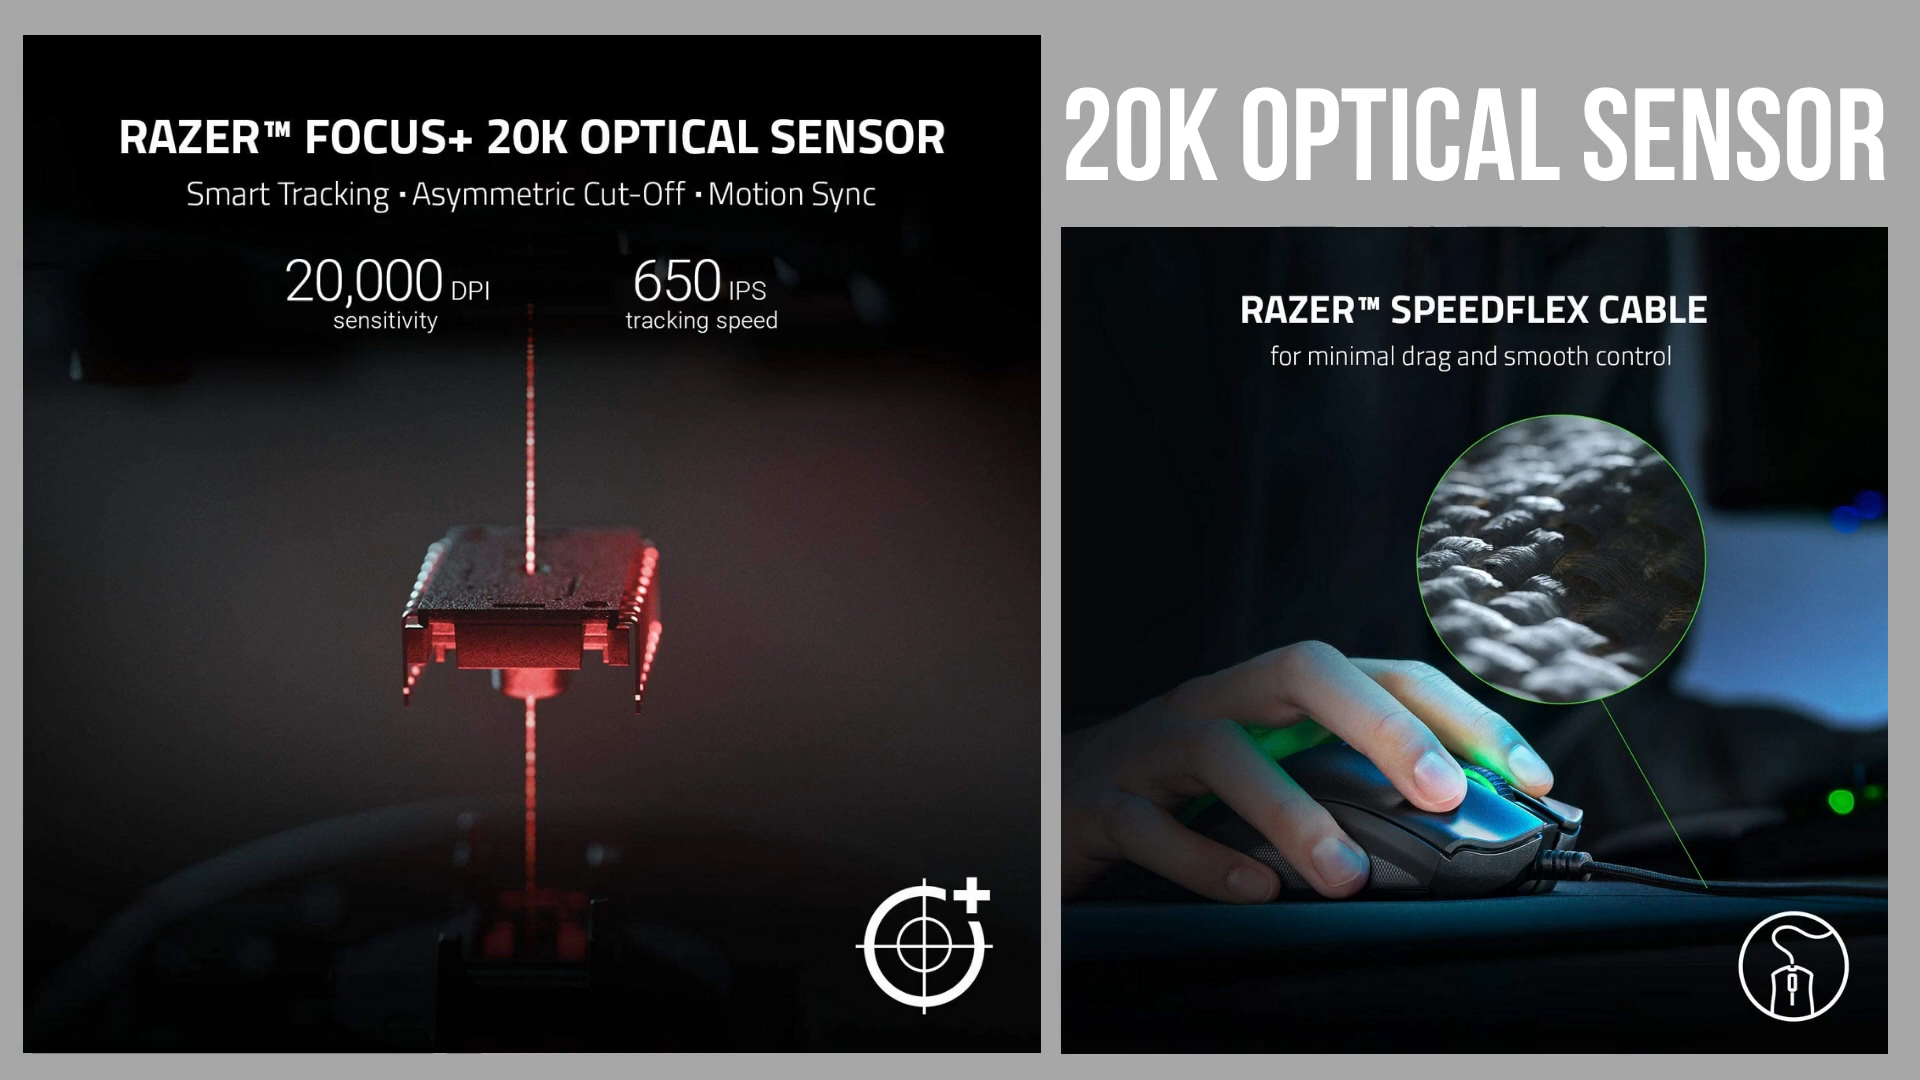 RAZER™ FOCUS+ 20K OPTICAL SENSOR
Smart Tracking ▪ Asymmetric Cut-Off ▪ Motion Sync
20,000 DPI
sensitivity
650 IPS
tracking speed
20K OPTICAL SENSOR
RAZER™ SPEEDFLEX CABLE
for minimal drag and smooth control